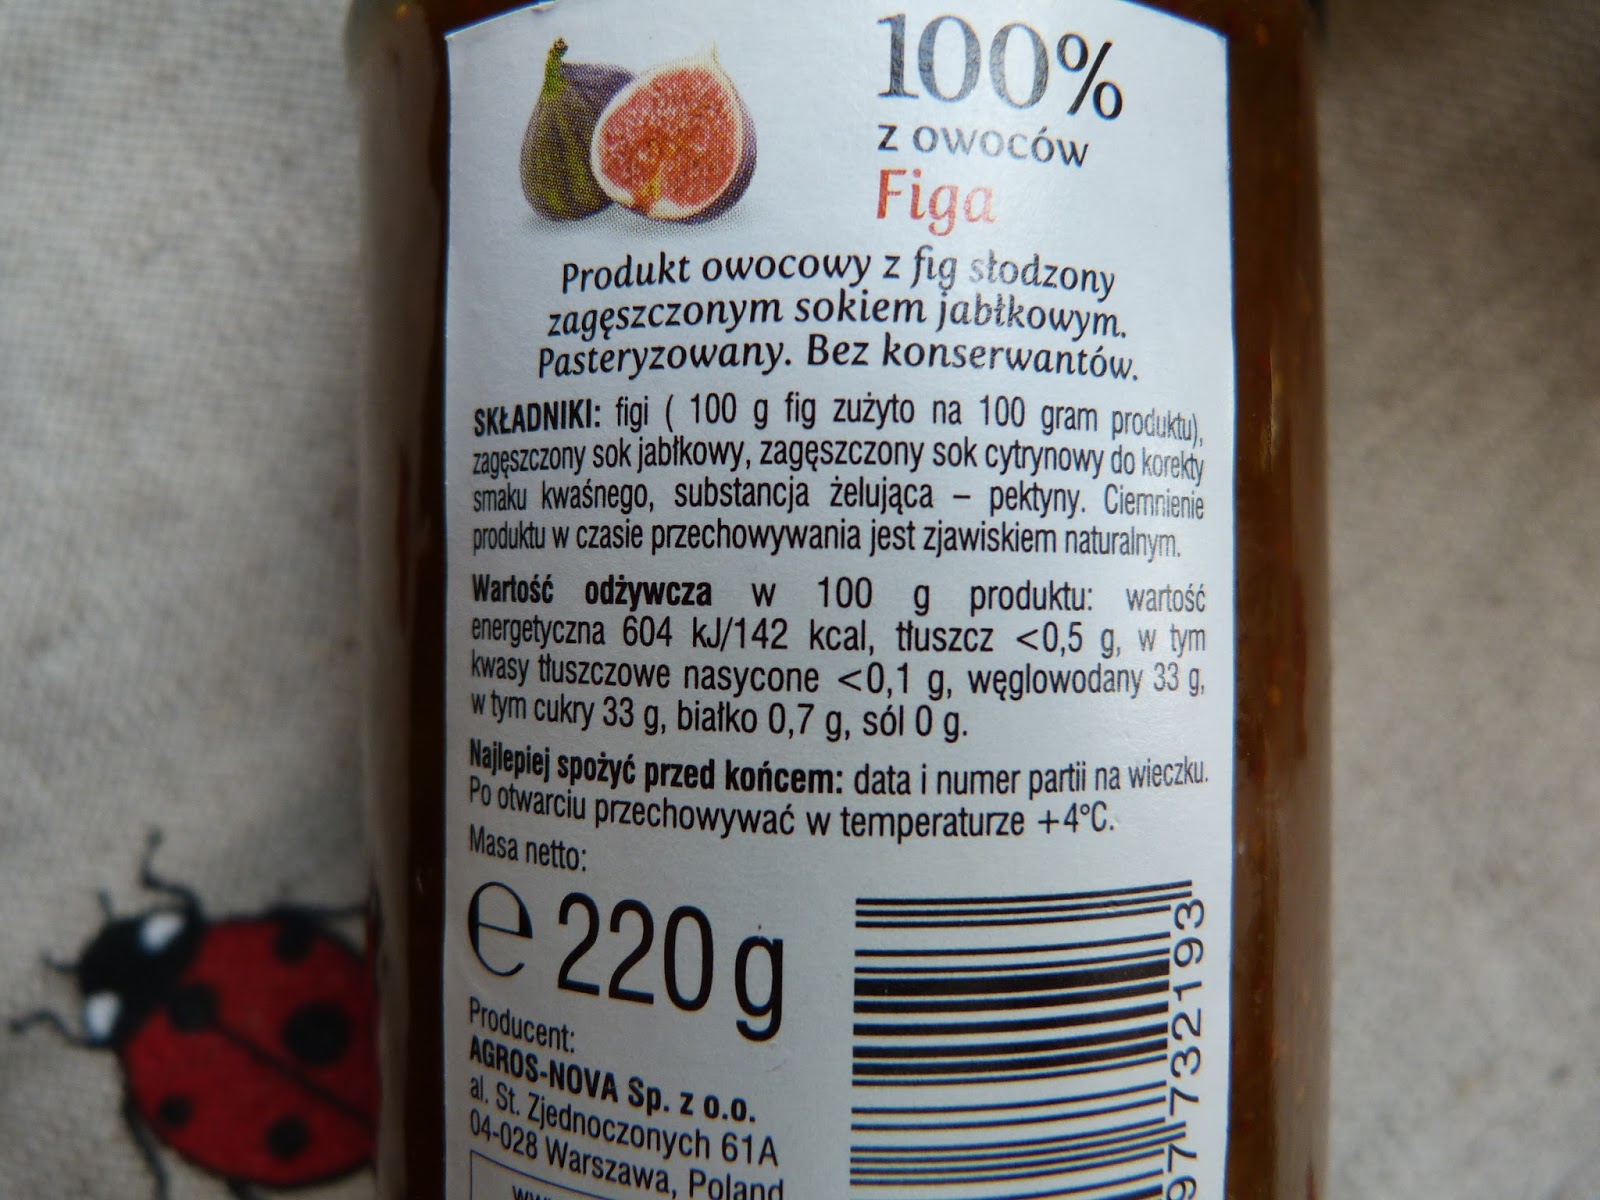 100%
z owoców
Figa
Produkt owocowy z fig słodzony
zagęszczonym sokiem jabłkowym.
Pasteryzowany. Bez konserwantów.
SKŁADNIKI: figi ( 100 g fig zużyto na 100 gram produktu),
zagęszczony sok jabłkowy, zagęszczony sok cytrynowy do korekty
smaku kwaśnego, substancja żelująca – pektyny. Ciemnienie
produktu w czasie przechowywania jest zjawiskiem naturalnym.
Wartość odżywcza w 100 g produktu: wartość
energetyczna 604 kJ/142 kcal, tłuszcz <0,5 g, w tym
kwasy tłuszczowe nasycone <0,1 g, węglowodany 33 g,
w tym cukry 33 g, białko 0,7 g, sól 0 g.
Najlepiej spożyć przed końcem: data i numer partii na wieczku.
Po otwarciu przechowywać w temperaturze +4°C.
Masa netto:
e 220 g
Producent:
AGROS-NOVA Sp. z o.o.
al. St. Zjednoczonych 61A
04-028 Warszawa, Poland
97732193